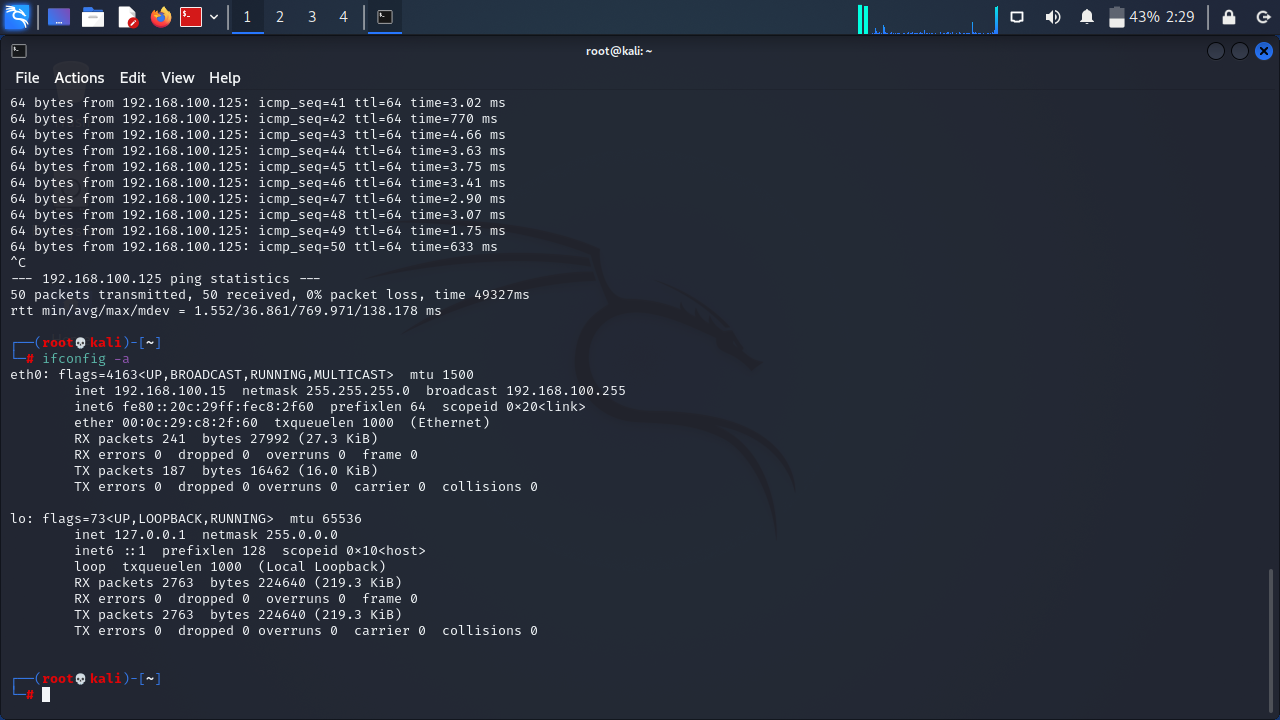 1 2 3 4 43% 2:29
root@kali: ~
File Actions Edit View Help
64 bytes from 192.168.100.125: icmp_seq=41 ttl=64 time=3.02 ms
64 bytes from 192.168.100.125: icmp_seq=42 ttl=64 time=770 ms
64 bytes from 192.168.100.125: icmp_seq=43 ttl=64 time=4.66 ms
64 bytes from 192.168.100.125: icmp_seq=44 ttl=64 time=3.63 ms
64 bytes from 192.168.100.125: icmp_seq=45 ttl=64 time=3.75 ms
64 bytes from 192.168.100.125: icmp_seq=46 ttl=64 time=3.41 ms
64 bytes from 192.168.100.125: icmp_seq=47 ttl=64 time=2.90 ms
64 bytes from 192.168.100.125: icmp_seq=48 ttl=64 time=3.07 ms
64 bytes from 192.168.100.125: icmp_seq=49 ttl=64 time=1.75 ms
64 bytes from 192.168.100.125: icmp_seq=50 ttl=64 time=633 ms
^C
--- 192.168.100.125 ping statistics ---
50 packets transmitted, 50 received, 0% packet loss, time 49327ms
rtt min/avg/max/mdev = 1.552/36.861/769.971/138.178 ms
┌──(root💀kali)-[~]
└─# ifconfig -a
eth0: flags=4163<UP,BROADCAST,RUNNING,MULTICAST>  mtu 1500
        inet 192.168.100.15  netmask 255.255.255.0  broadcast 192.168.100.255
        inet6 fe80::20c:29ff:fec8:2f60  prefixlen 64  scopeid 0x20<link>
        ether 00:0c:29:c8:2f:60  txqueuelen 1000  (Ethernet)
        RX packets 241  bytes 27992 (27.3 KiB)
        RX errors 0  dropped 0  overruns 0  frame 0
        TX packets 187  bytes 16462 (16.0 KiB)
        TX errors 0  dropped 0 overruns 0  carrier 0  collisions 0
lo: flags=73<UP,LOOPBACK,RUNNING>  mtu 65536
        inet 127.0.0.1  netmask 255.0.0.0
        inet6 ::1  prefixlen 128  scopeid 0x10<host>
        loop  txqueuelen 1000  (Local Loopback)
        RX packets 2763  bytes 224640 (219.3 KiB)
        RX errors 0  dropped 0  overruns 0  frame 0
        TX packets 2763  bytes 224640 (219.3 KiB)
        TX errors 0  dropped 0 overruns 0  carrier 0  collisions 0
┌──(root💀kali)-[~]
└─#